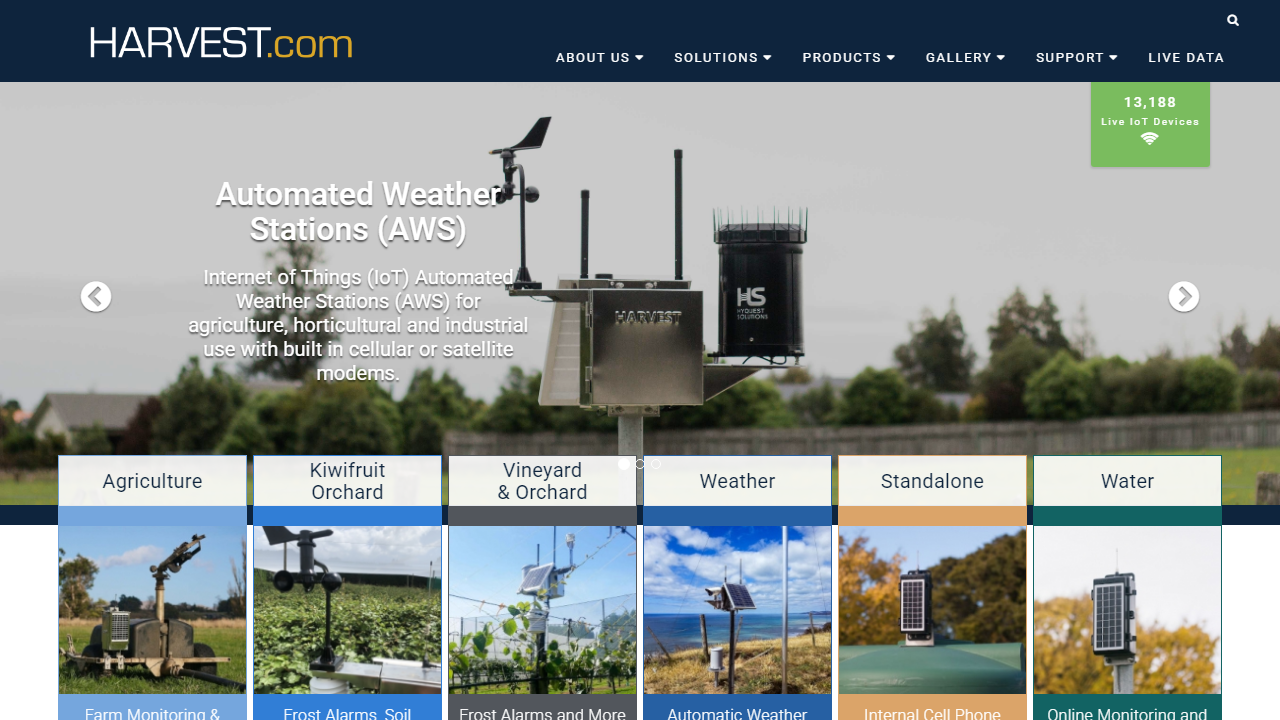 HARVEST.com
ABOUT US
SOLUTIONS
PRODUCTS
GALLERY
SUPPORT
LIVE DATA
13,188
Live IoT Devices
Automated Weather
Stations (AWS)
Internet of Things (IoT) Automated
Weather Stations (AWS) for
agriculture, horticultural and industrial
use with built in cellular or satellite
modems.
HARVEST
HS
HYQUEST
SOLUTIONS
Agriculture
Kiwifruit
Orchard
Vineyard
& Orchard
Weather
Standalone
Water
Farm Monitoring &
Frost Alarms, Soil
Frost Alarms and More
Automatic Weather
Internal Cell Phone
Online Monitoring and